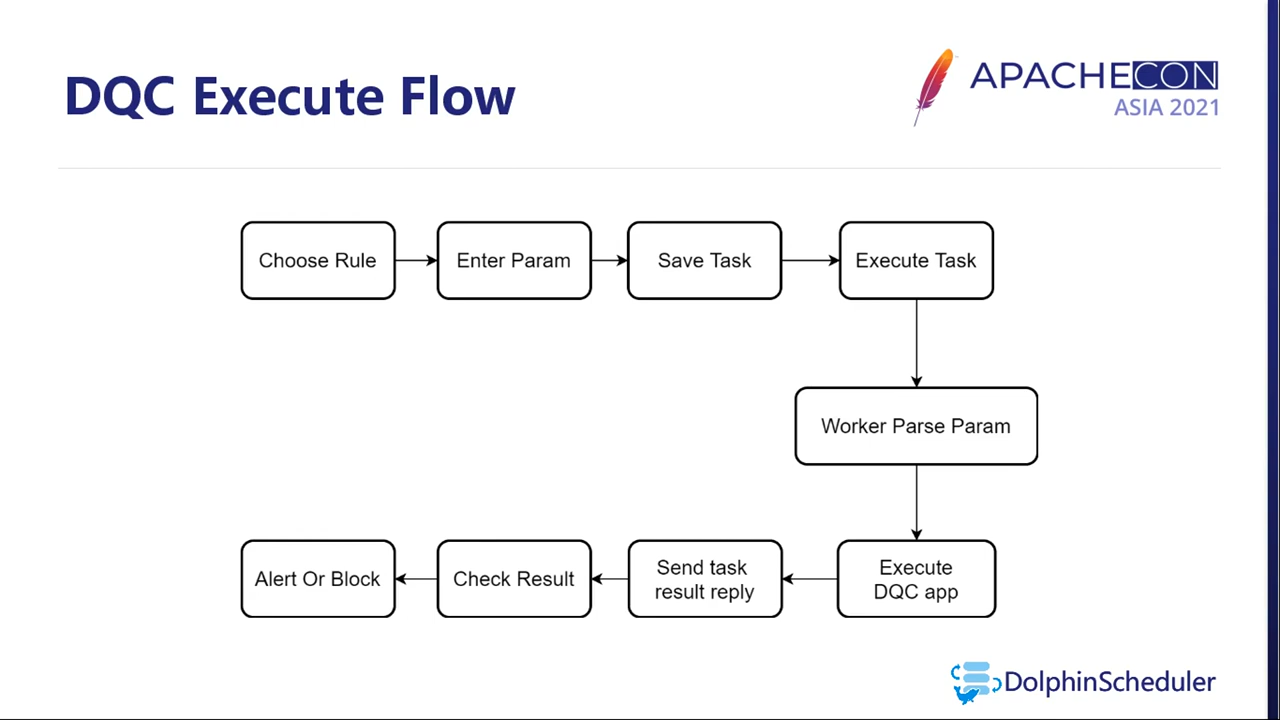 DQC Execute Flow
APACHECON
ASIA 2021
Choose Rule
Enter Param
Save Task
Execute Task
Worker Parse Param
Execute
DQC app
Send task
result reply
Check Result
Alert Or Block
DolphinScheduler